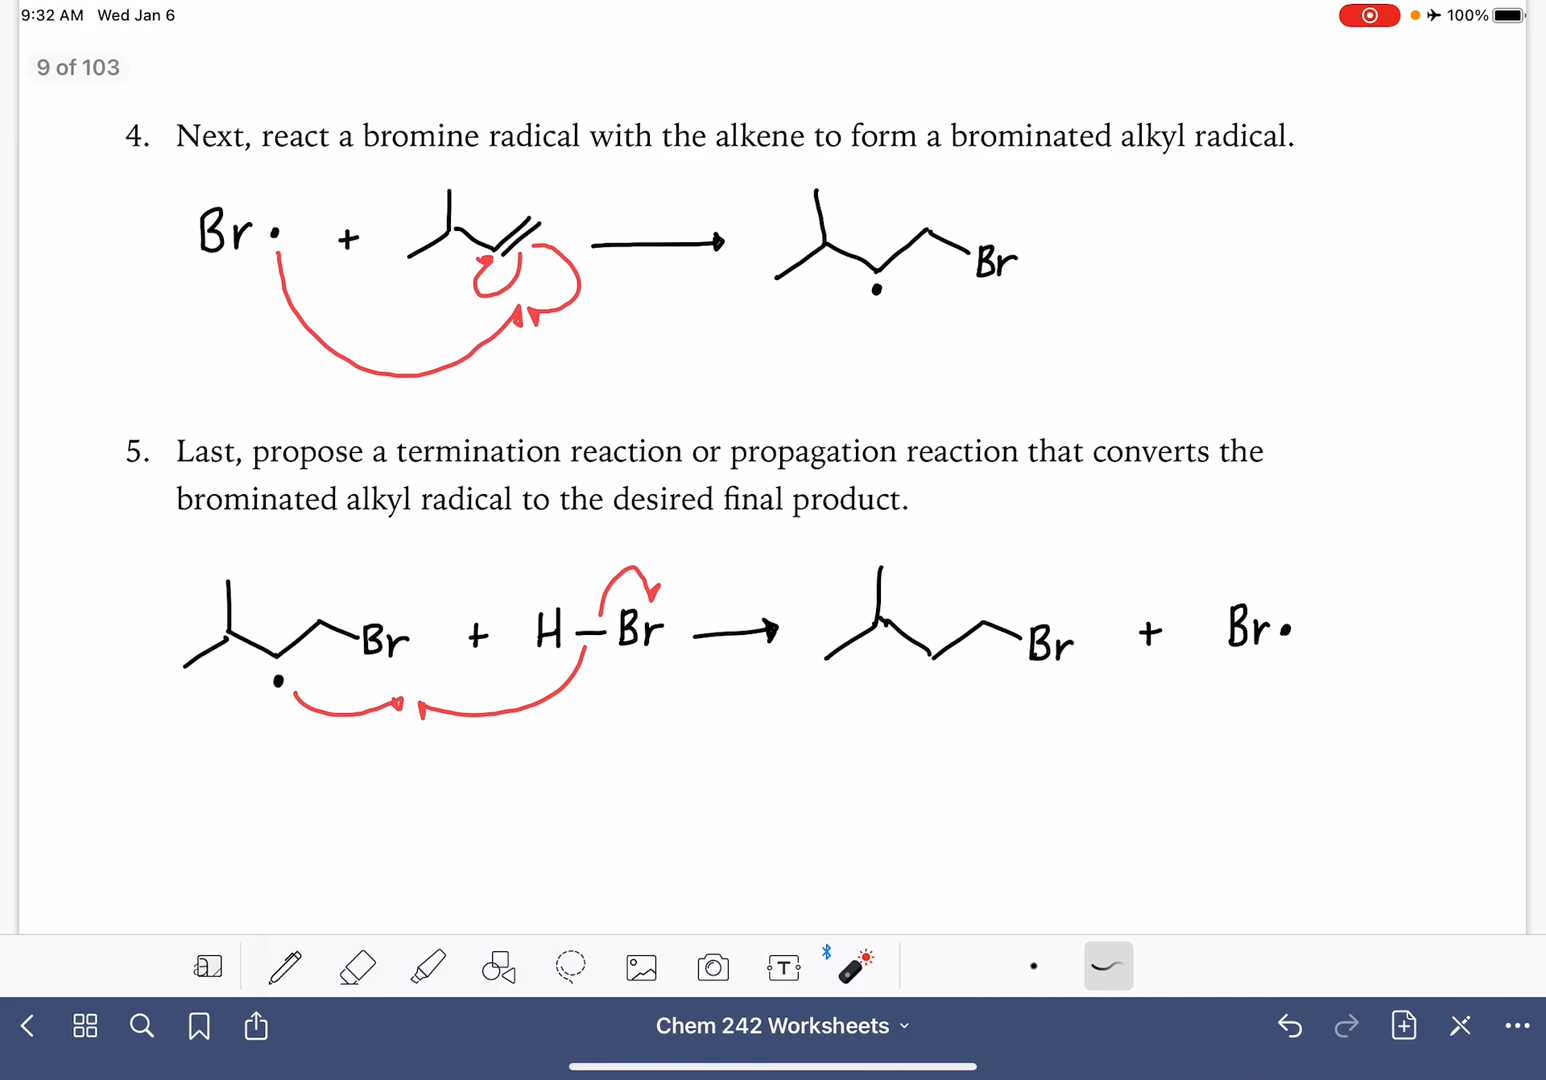 9:32 AM Wed Jan 6
100%
9 of 103
4. Next, react a bromine radical with the alkene to form a brominated alkyl radical.
Br• + → • Br
5. Last, propose a termination reaction or propagation reaction that converts the
brominated alkyl radical to the desired final product.
• Br + H–Br → Br + Br•
T
Chem 242 Worksheets